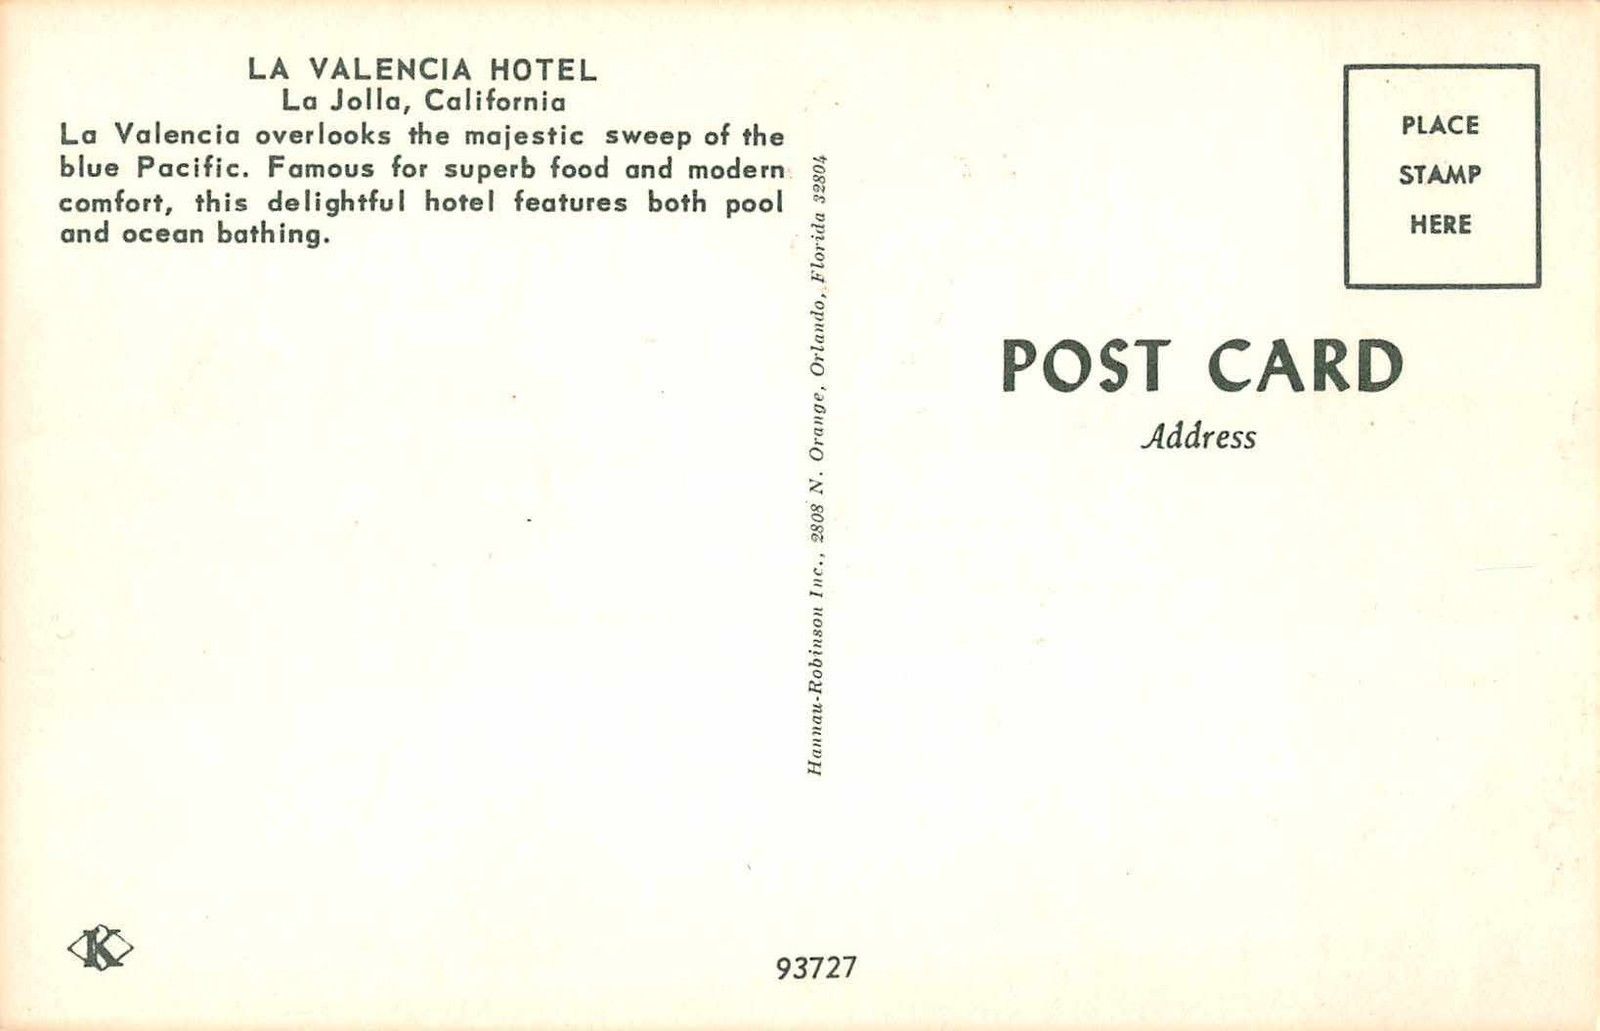 LA VALENCIA HOTEL
La Jolla, California
La Valencia overlooks the majestic sweep of the
blue Pacific. Famous for superb food and modern
comfort, this delightful hotel features both pool
and ocean bathing.
Hannau-Robinson Inc., 2808 N. Orange, Orlando, Florida 32804
PLACE
STAMP
HERE
POST CARD
Address
K
93727